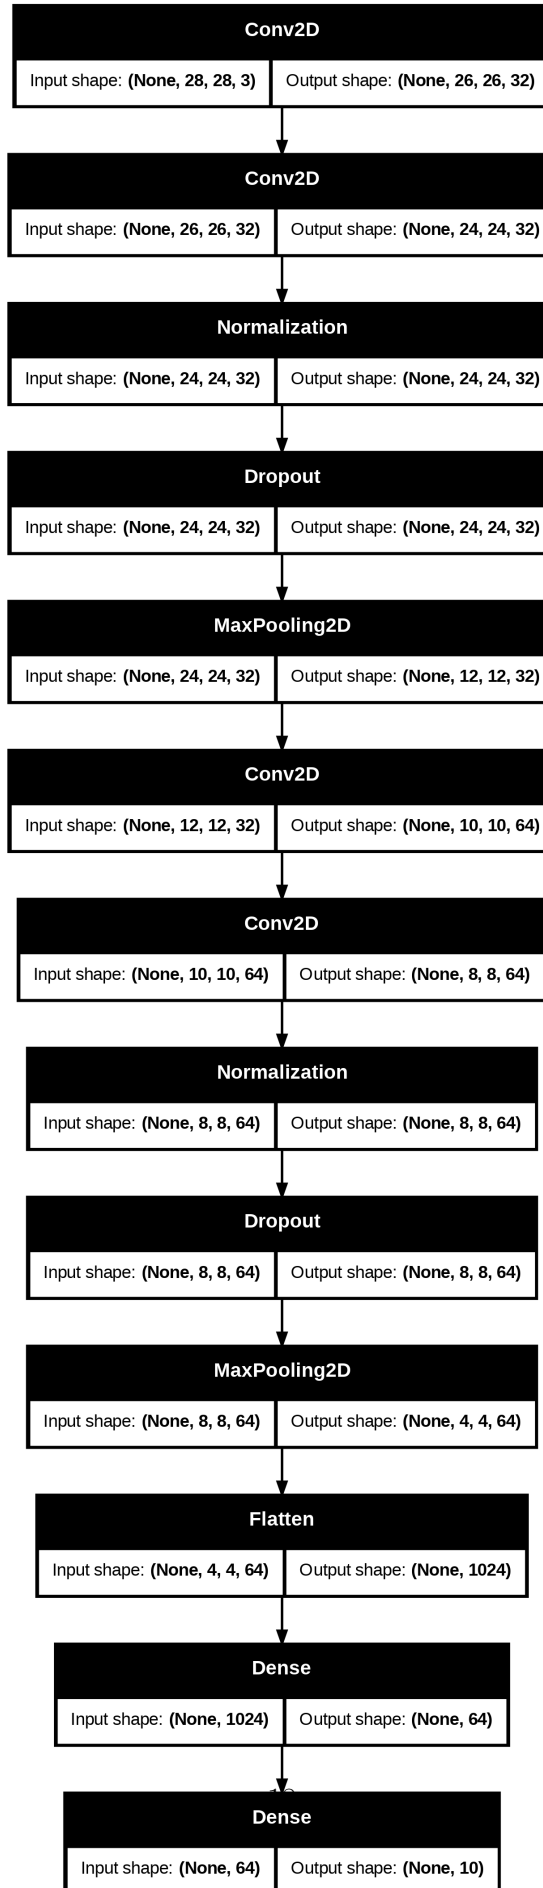 Conv2D
Input shape: (None, 28, 28, 3) Output shape: (None, 26, 26, 32)
Conv2D
Input shape: (None, 26, 26, 32) Output shape: (None, 24, 24, 32)
Normalization
Input shape: (None, 24, 24, 32) Output shape: (None, 24, 24, 32)
Dropout
Input shape: (None, 24, 24, 32) Output shape: (None, 24, 24, 32)
MaxPooling2D
Input shape: (None, 24, 24, 32) Output shape: (None, 12, 12, 32)
Conv2D
Input shape: (None, 12, 12, 32) Output shape: (None, 10, 10, 64)
Conv2D
Input shape: (None, 10, 10, 64) Output shape: (None, 8, 8, 64)
Normalization
Input shape: (None, 8, 8, 64) Output shape: (None, 8, 8, 64)
Dropout
Input shape: (None, 8, 8, 64) Output shape: (None, 8, 8, 64)
MaxPooling2D
Input shape: (None, 8, 8, 64) Output shape: (None, 4, 4, 64)
Flatten
Input shape: (None, 4, 4, 64) Output shape: (None, 1024)
Dense
Input shape: (None, 1024) Output shape: (None, 64)
Dense
Input shape: (None, 64) Output shape: (None, 10)